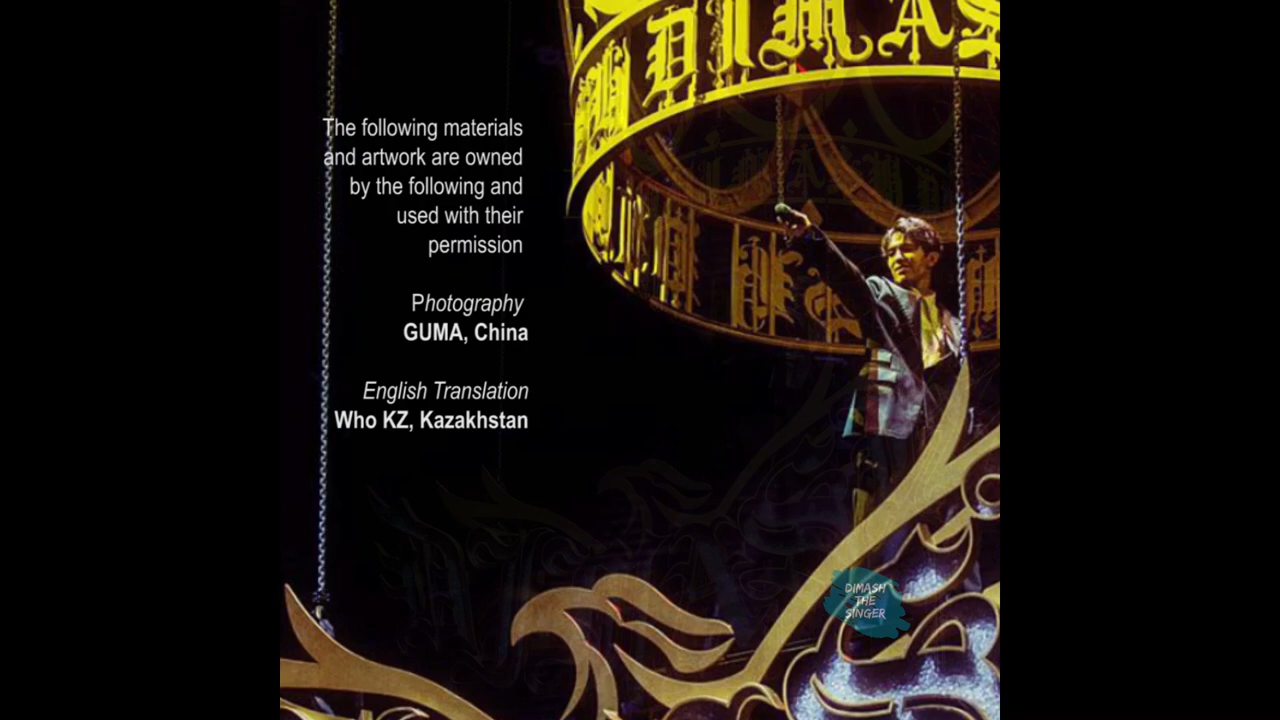 DIMAS
The following materials
and artwork are owned
by the following and
used with their
permission
Photography
GUMA, China
English Translation
Who KZ, Kazakhstan
DIMASH
THE
SINGER